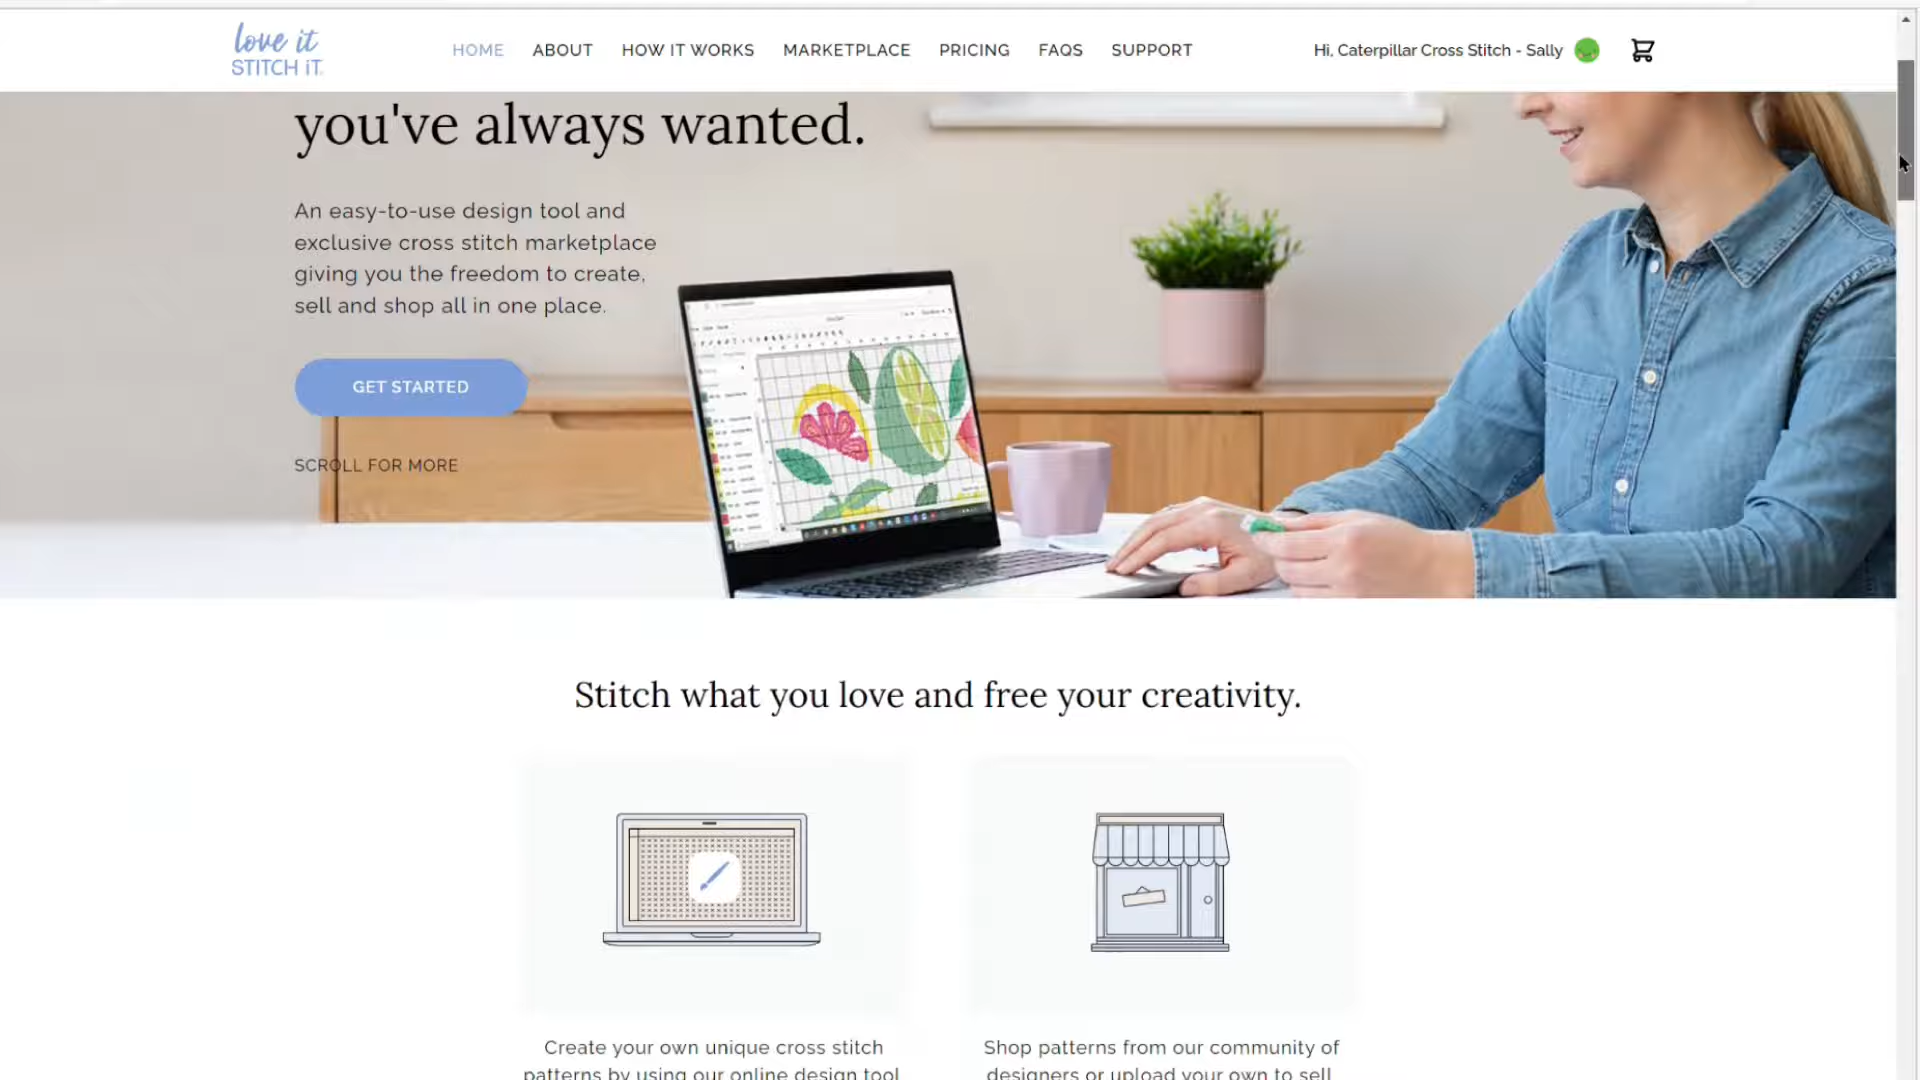 love it
STITCH iT.
HOME
ABOUT
HOW IT WORKS
MARKETPLACE
PRICING
FAQS
SUPPORT
Hi, Caterpillar Cross Stitch - Sally
you've always wanted.
An easy-to-use design tool and
exclusive cross stitch marketplace
giving you the freedom to create,
sell and shop all in one place.
GET STARTED
SCROLL FOR MORE
Stitch what you love and free your creativity.
Create your own unique cross stitch
patterns by using our online design tool
Shop patterns from our community of
designers or upload your own to sell